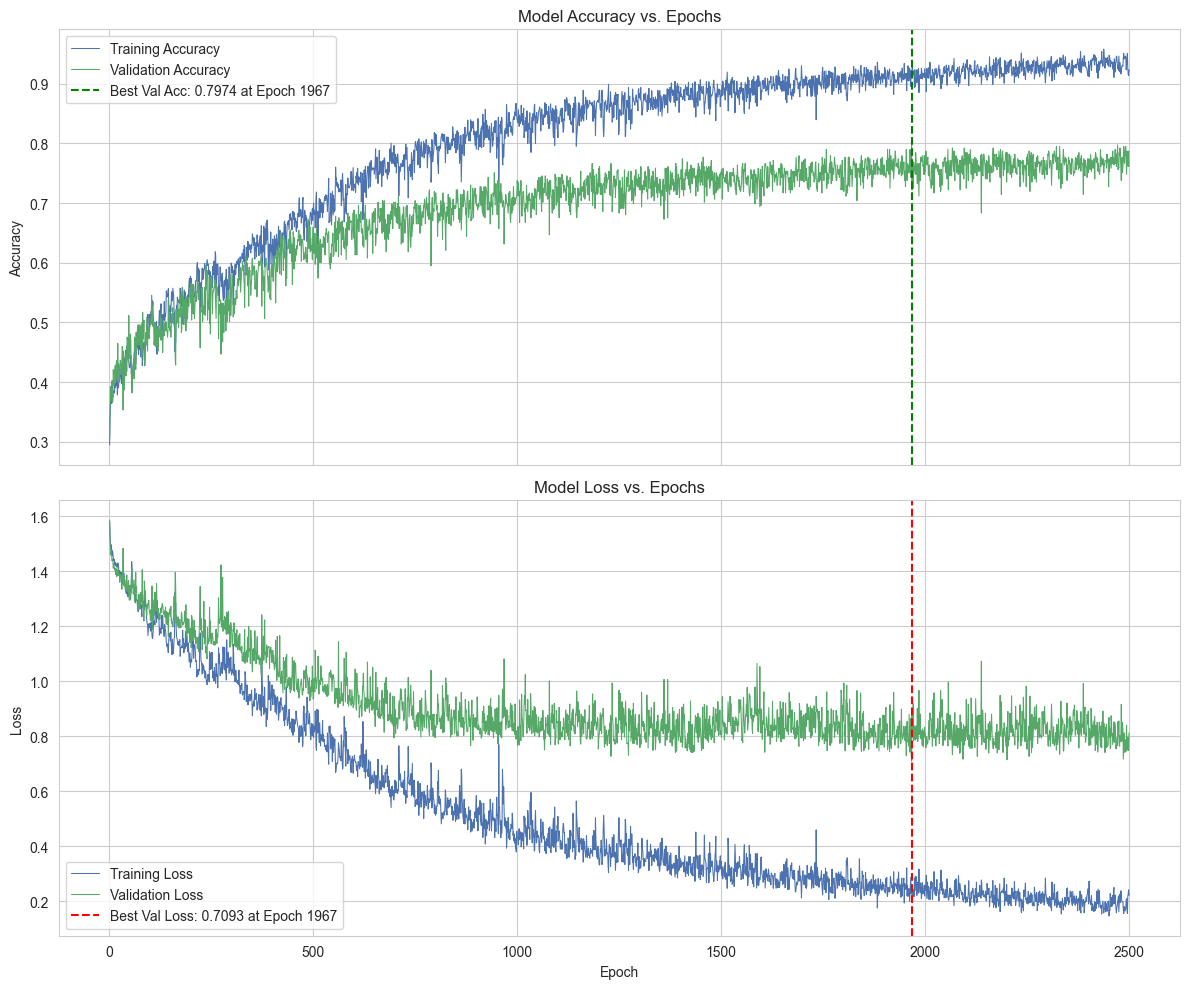 Model Accuracy vs. Epochs
Training Accuracy
Validation Accuracy
Best Val Acc: 0.7974 at Epoch 1967
Accuracy
0.9
0.8
0.7
0.6
0.5
0.4
0.3
Model Loss vs. Epochs
Loss
1.6
1.4
1.2
1.0
0.8
0.6
0.4
0.2
Training Loss
Validation Loss
Best Val Loss: 0.7093 at Epoch 1967
0 500 1000 1500 2000 2500
Epoch